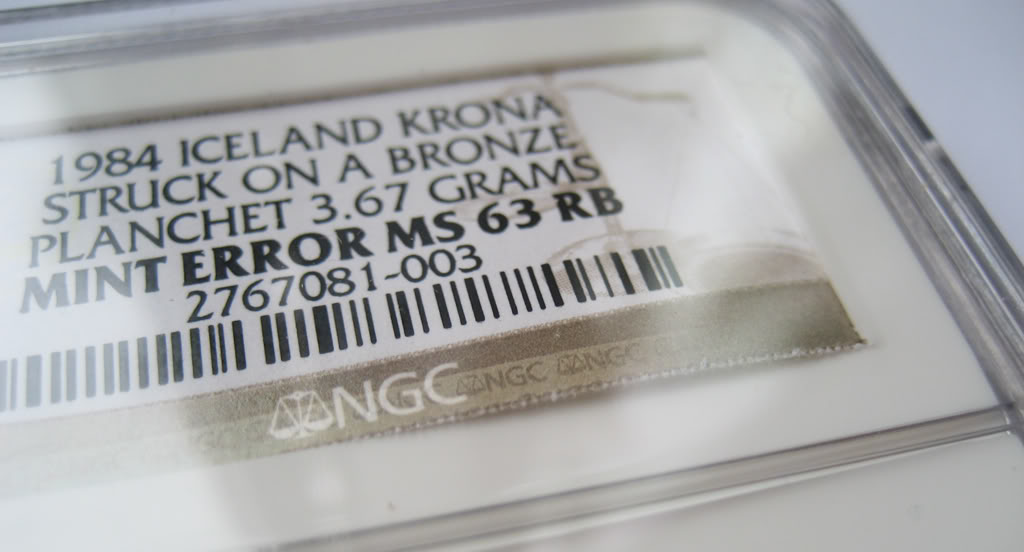 1984 ICELAND KRONA
STRUCK ON A BRONZE
PLANCHET 3.67 GRAMS
MINT ERROR MS 63 RB
2767081-003
NGC NGC NGC